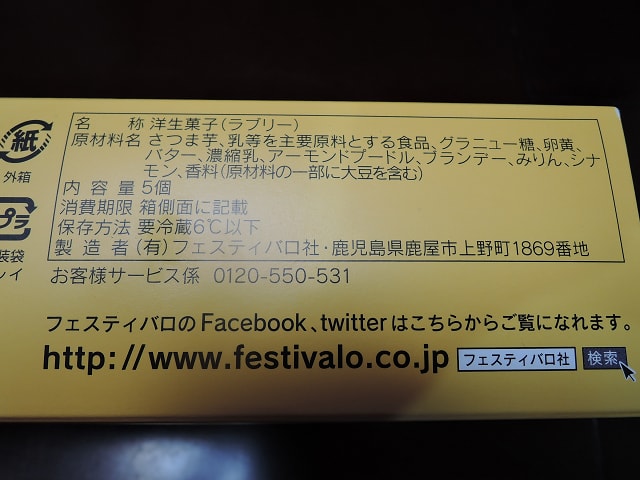 名　　称 洋生菓子(ラブリー)
原材料名 さつま芋、乳等を主要原料とする食品、グラニュー糖、卵黄、
バター、濃縮乳、アーモンドプードル、ブランデー、みりん、シナ
モン、香料(原材料の一部に大豆を含む)
内 容 量 5個
消費期限 箱側面に記載
保存方法 要冷蔵6℃以下
製 造 者 (有)フェスティバロ社・鹿児島県鹿屋市上野町1869番地
お客様サービス係 0120-550-531
フェスティバロのFacebook、twitterはこちらからご覧になれます。
http://www.festivalo.co.jp フェスティバロ社 検索
紙
外箱
プラ
装袋
レイ